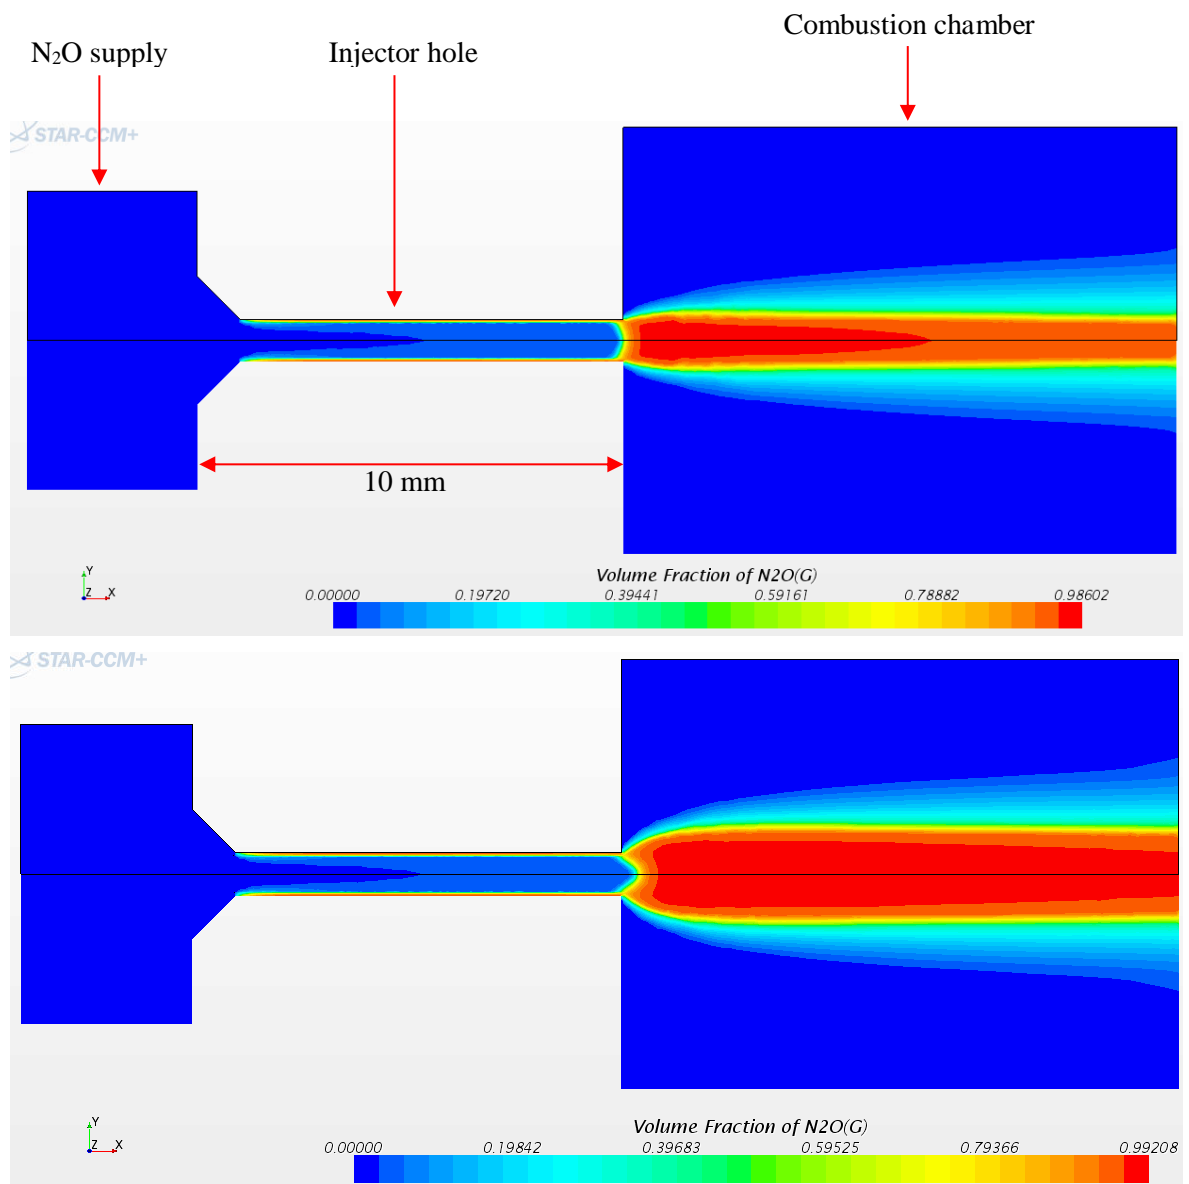 Combustion chamber
N₂O supply
Injector hole
STAR-CCM+
10 mm
Y
Z X
Volume Fraction of N2O(G)
0.00000 0.19720 0.39441 0.59161 0.78882 0.98602
STAR-CCM+
Y
Z X
Volume Fraction of N2O(G)
0.00000 0.19842 0.39683 0.59525 0.79366 0.99208